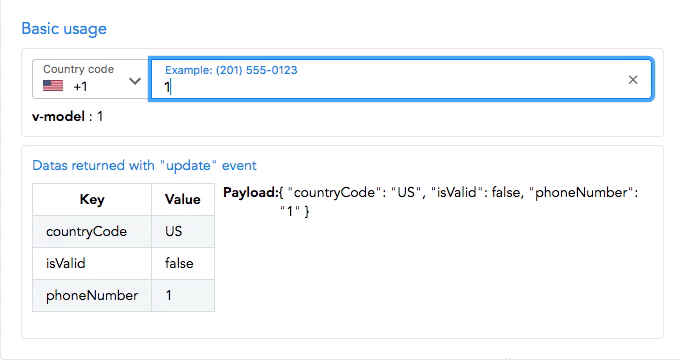 Basic usage
Country code
+1
Example: (201) 555-0123
1
v-model : 1
Datas returned with "update" event
Key Value
countryCode US
isValid false
phoneNumber 1
Payload:{ "countryCode": "US", "isValid": false, "phoneNumber":
"1" }